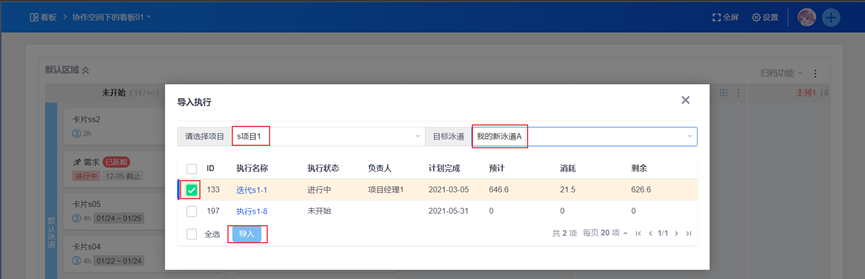 看板 > 协作空间下的看板01
全屏 设置
默认区域
归档功能
未开始 (11/∞)
主列1 (0
卡片ss2
2h
需求 已延期
进行中 12-05 截止
卡片s05
4h 01/24 ~ 01/25
卡片s04
4h 01/22 ~ 01/24
默认泳道
导入执行
请选择项目 s项目1 目标泳道 我的新泳道A
ID 执行名称 执行状态 负责人 计划完成 预计 消耗 剩余
133 迭代s1-1 进行中 项目经理1 2021-03-05 646.6 21.5 626.6
197 执行s1-8 未开始 2021-05-31 0 0 0
全选 导入 共 2 项 每页 20 项 1/1